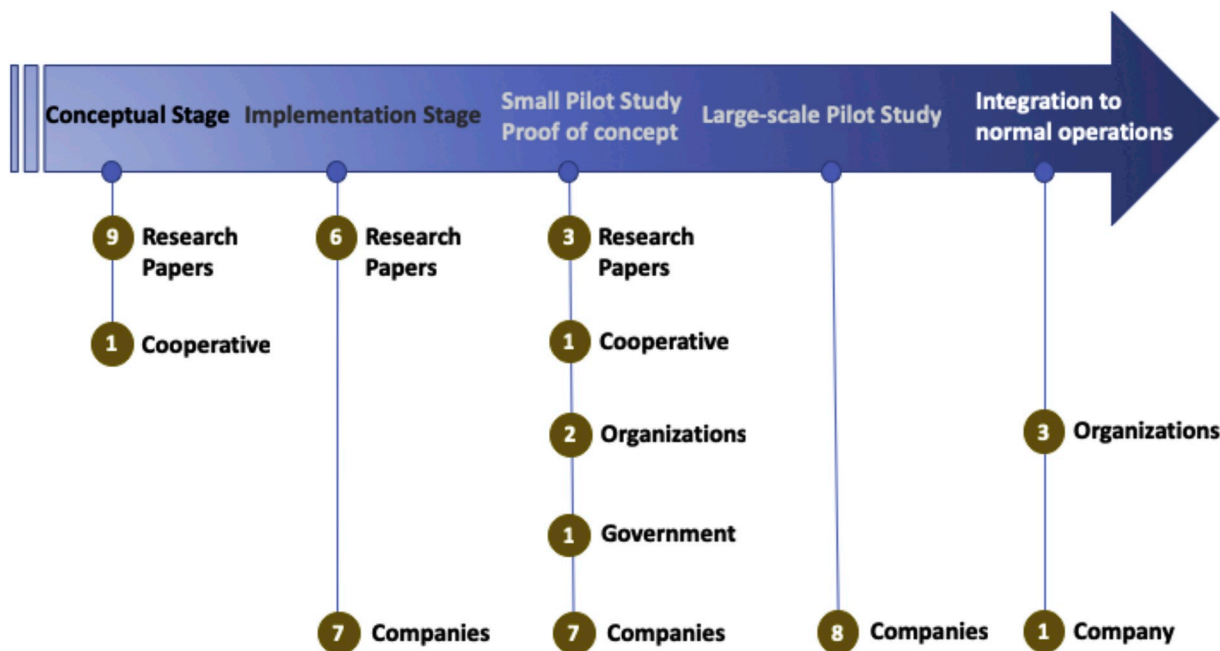 Conceptual Stage
Implementation Stage
Small Pilot Study
Proof of concept
Large-scale Pilot Study
Integration to
normal operations
9 Research
Papers
1 Cooperative
6 Research
Papers
7 Companies
3 Research
Papers
1 Cooperative
2 Organizations
1 Government
7 Companies
8 Companies
3 Organizations
1 Company